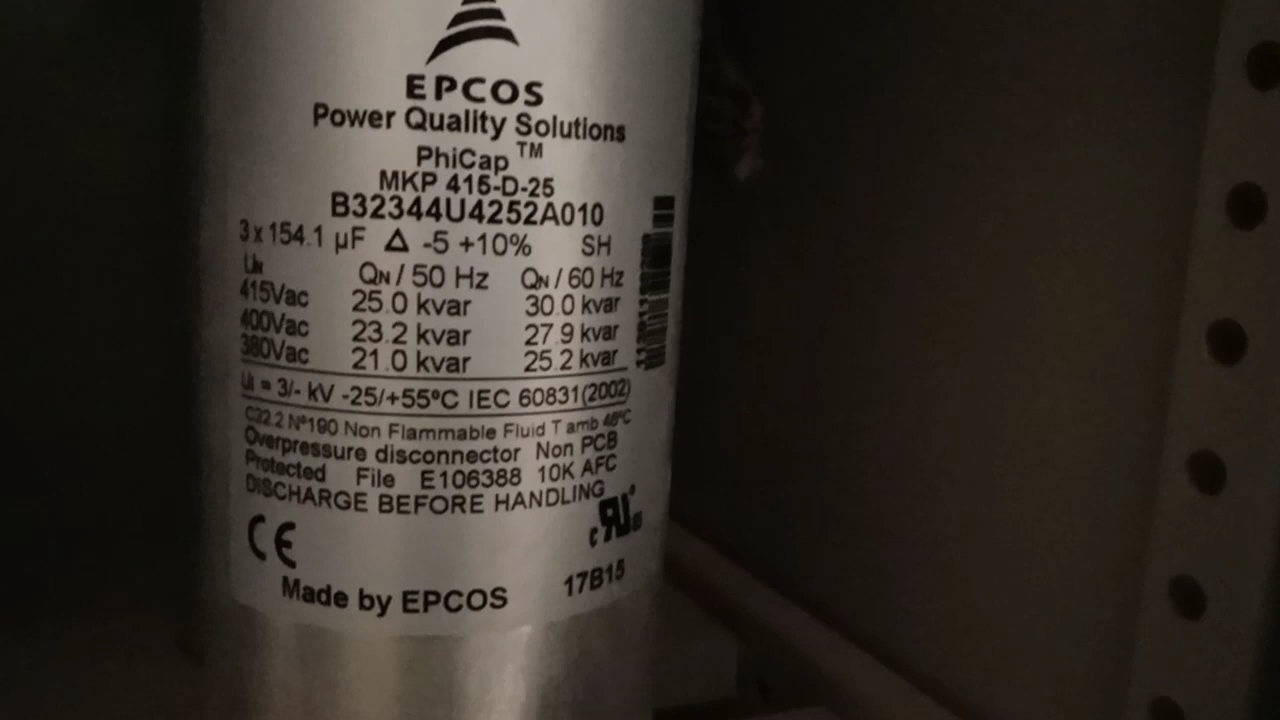 EPCOS
Power Quality Solutions
PhiCap ™
MKP 415-D-25
B32344U4252A010
3 x 154.1 µF Δ -5 +10% SH
UN QN / 50 Hz QN / 60 Hz
415Vac 25.0 kvar 30.0 kvar
400Vac 23.2 kvar 27.9 kvar
380Vac 21.0 kvar 25.2 kvar
Ui = 3/- kV -25/+55ºC IEC 60831(2002)
C22.2 Nº190 Non Flammable Fluid T amb 46ºC
Overpressure disconnector Non PCB
Protected File E106388 10K AFC
DISCHARGE BEFORE HANDLING
CE
Made by EPCOS 17B15